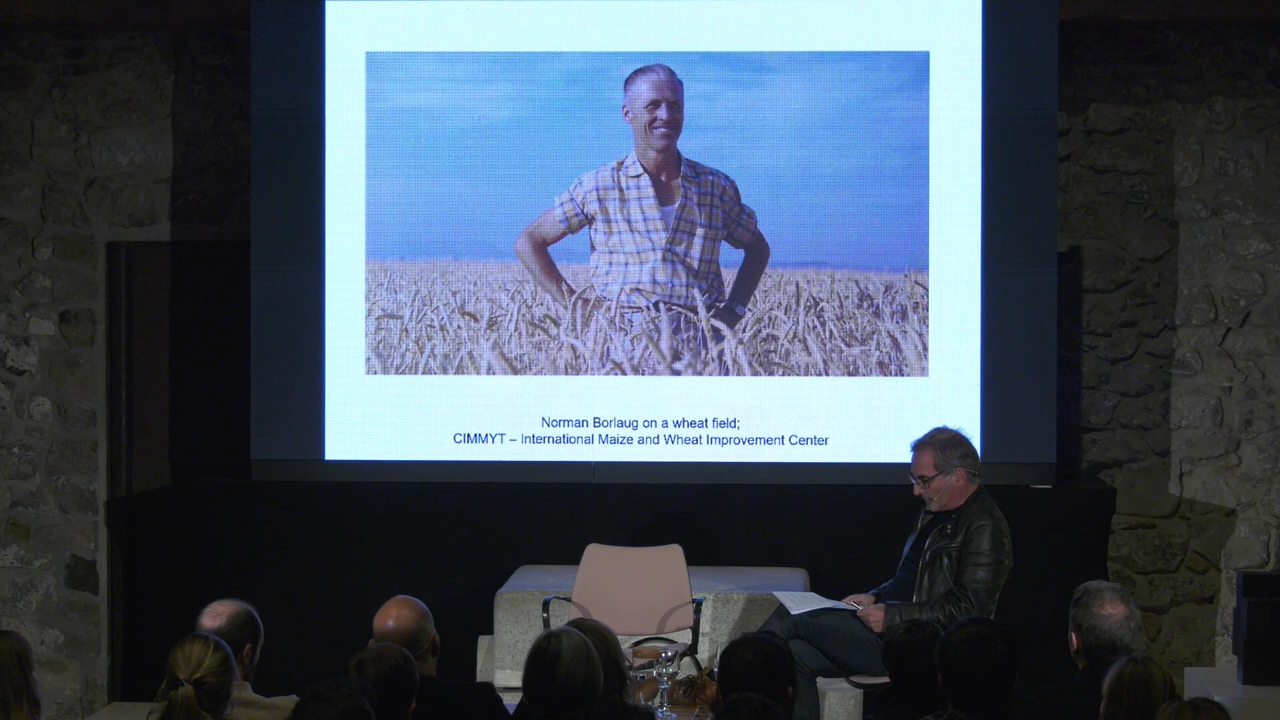 Norman Borlaug on a wheat field;
CIMMYT – International Maize and Wheat Improvement Center